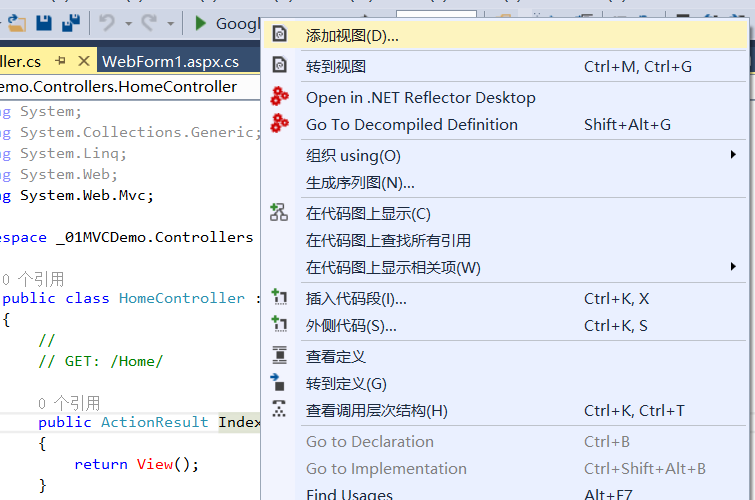 Googl
ller.cs WebForm1.aspx.cs
emo.Controllers.HomeController
ng System;
ng System.Collections.Generic;
ng System.Linq;
ng System.Web;
ng System.Web.Mvc;
espace _01MVCDemo.Controllers
0 个引用
public class HomeController :
{
//
// GET: /Home/
0 个引用
public ActionResult Index
{
return View();
}
添加视图(D)...
转到视图 Ctrl+M, Ctrl+G
Open in .NET Reflector Desktop
Go To Decompiled Definition Shift+Alt+G
组织 using(O)
生成序列图(N)...
在代码图上显示(C)
在代码图上查找所有引用
在代码图上显示相关项(W)
插入代码段(I)... Ctrl+K, X
外侧代码(S)... Ctrl+K, S
查看定义
转到定义(G)
查看调用层次结构(H) Ctrl+K, Ctrl+T
Go to Declaration Ctrl+B
Go to Implementation Ctrl+Shift+Alt+B
Find Usages Alt+F7